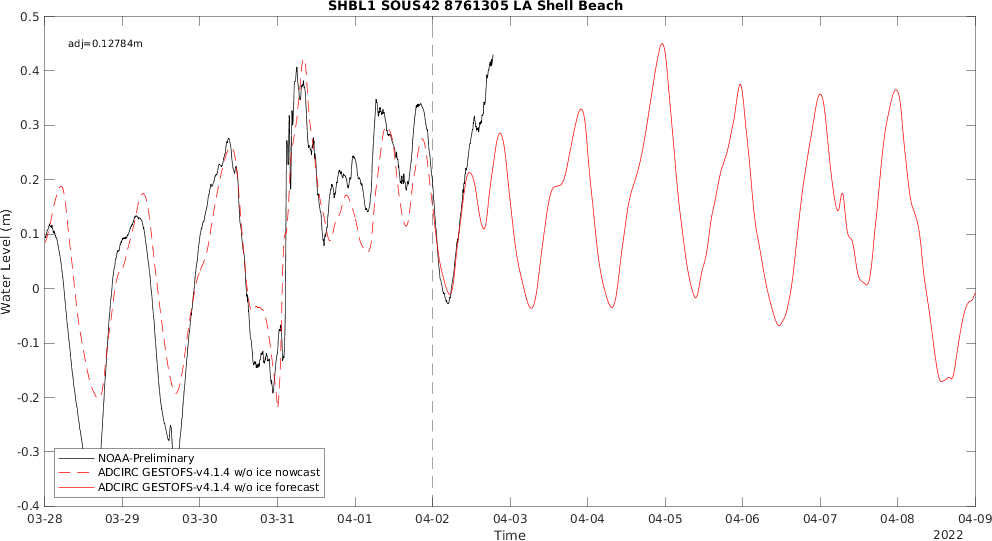 SHBL1 SOUS42 8761305 LA Shell Beach
adj=0.12784m
0.5
0.4
0.3
0.2
0.1
0
-0.1
-0.2
-0.3
-0.4
Water Level (m)
NOAA-Preliminary
ADCIRC GESTOFS-v4.1.4 w/o ice nowcast
ADCIRC GESTOFS-v4.1.4 w/o ice forecast
03-28 03-29 03-30 03-31 04-01 04-02 04-03 04-04 04-05 04-06 04-07 04-08 04-09
Time
2022